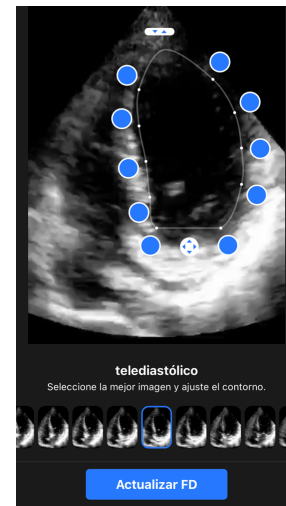 telediastólico
Seleccione la mejor imagen y ajuste el contorno.
Actualizar FD